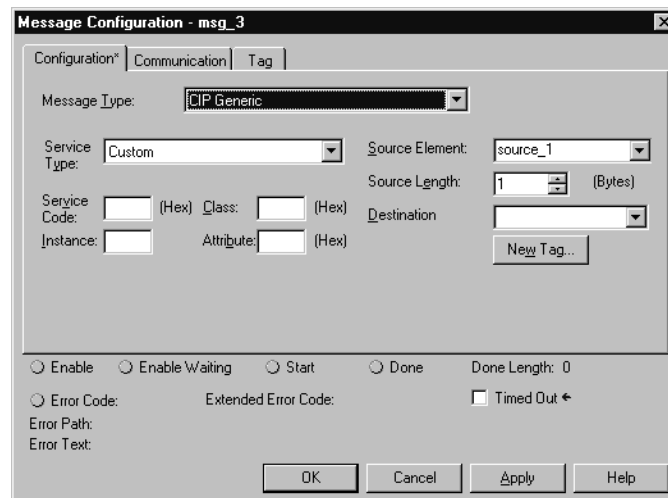 Message Configuration - msg_3
Configuration* Communication Tag
Message Type: CIP Generic
Service Type: Custom
Source Element: source_1
Source Length: 1 (Bytes)
Service Code: (Hex) Class: (Hex)
Destination
Instance: Attribute: (Hex)
New Tag...
Enable Enable Waiting Start Done Done Length: 0
Error Code: Extended Error Code: Timed Out ←
Error Path:
Error Text:
OK Cancel Apply Help